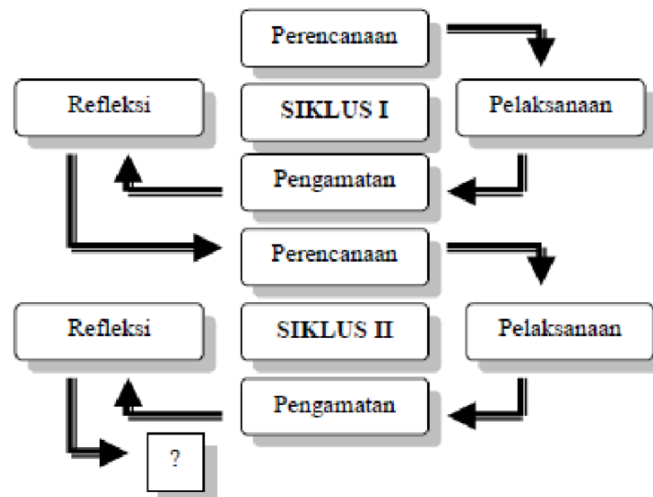 Perencanaan
Refleksi
SIKLUS I
Pelaksanaan
Pengamatan
Perencanaan
Refleksi
SIKLUS II
Pelaksanaan
Pengamatan
?